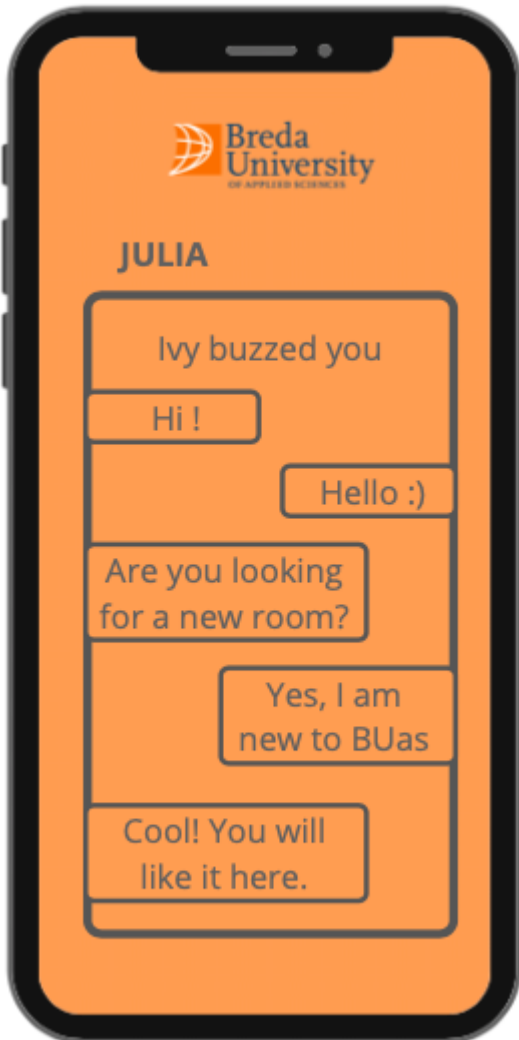 Breda
University
OF APPLIED SCIENCES
JULIA
Ivy buzzed you
Hi !
Hello :)
Are you looking
for a new room?
Yes, I am
new to BUas
Cool! You will
like it here.